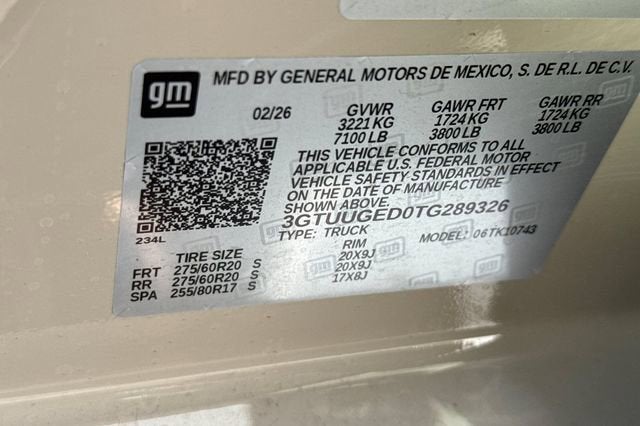 gm
MFD BY GENERAL MOTORS DE MEXICO, S. DE R.L. DE C.V.
02/26 GVWR GAWR FRT GAWR RR
3221 KG 1724 KG 1724 KG
7100 LB 3800 LB 3800 LB
THIS VEHICLE CONFORMS TO ALL
APPLICABLE U.S. FEDERAL MOTOR
VEHICLE SAFETY STANDARDS IN EFFECT
ON THE DATE OF MANUFACTURE
SHOWN ABOVE.
3GTUUGED0TG289326
234L
TYPE: TRUCK MODEL: 06TK10743
TIRE SIZE RIM
FRT 275/60R20 S 20X9J
RR 275/60R20 S 20X9J
SPA 255/80R17 S 17X8J